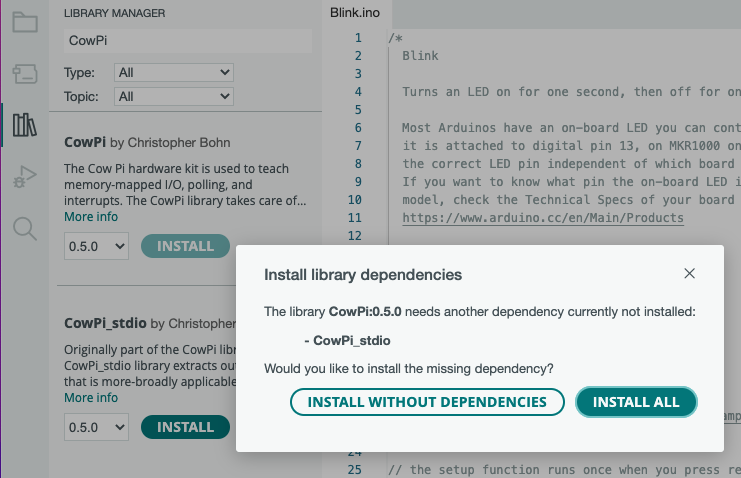 LIBRARY MANAGER
CowPi
Type: All
Topic: All
CowPi by Christopher Bohn
The Cow Pi hardware kit is used to teach
memory-mapped I/O, polling, and
interrupts. The CowPi library takes care of...
More info
0.5.0 INSTALL
CowPi_stdio by Christopher
Originally part of the CowPi libr
CowPi_stdio library extracts ou
that is more-broadly applicable
More info
0.5.0 INSTALL
Blink.ino
1 /*
2 Blink
3
4 Turns an LED on for one second, then off for on
5
6 Most Arduinos have an on-board LED you can cont
7 it is attached to digital pin 13, on MKR1000 on
8 the correct LED pin independent of which board
9 If you want to know what pin the on-board LED i
10 model, check the Technical Specs of your board
11 https://www.arduino.cc/en/Main/Products
12
Install library dependencies
The library CowPi:0.5.0 needs another dependency currently not installed:
- CowPi_stdio
Would you like to install the missing dependency?
INSTALL WITHOUT DEPENDENCIES INSTALL ALL
amp
24
25 // the setup function runs once when you press re